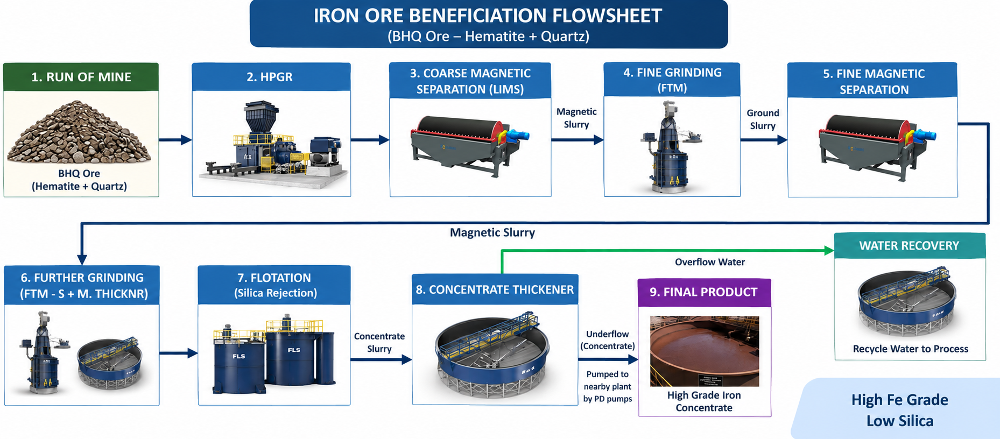 IRON ORE BENEFICIATION FLOWSHEET
(BHQ Ore – Hematite + Quartz)
1. RUN OF MINE
BHQ Ore
(Hematite + Quartz)
2. HPGR
3. COARSE MAGNETIC
SEPARATION (LIMS)
Magnetic
Slurry
4. FINE GRINDING
(FTM)
Ground
Slurry
5. FINE MAGNETIC
SEPARATION
Magnetic Slurry
6. FURTHER GRINDING
(FTM - S + M. THICKNR)
7. FLOTATION
(Silica Rejection)
FLS
FLS
Concentrate
Slurry
8. CONCENTRATE THICKENER
Overflow Water
Underflow
(Concentrate)
Pumped to
nearby plant
by PD pumps
9. FINAL PRODUCT
High Grade Iron
Concentrate
WATER RECOVERY
Recycle Water to Process
High Fe Grade
Low Silica